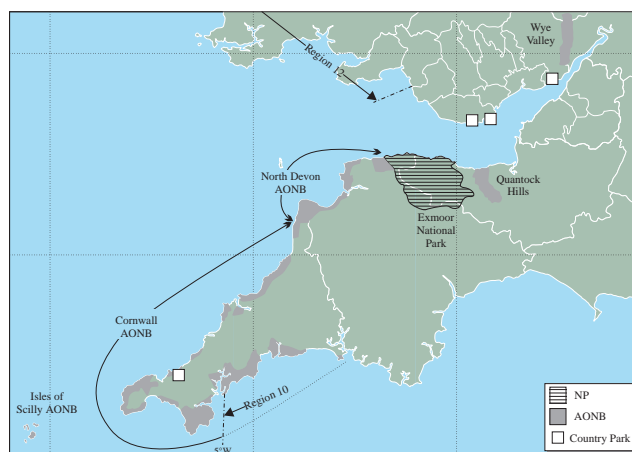 Wye
Valley
Region 12
North Devon
AONB
Quantock
Hills
Exmoor
National
Park
Cornwall
AONB
Isles of
Scilly AONB
Region 10
5°W
NP
AONB
Country Park